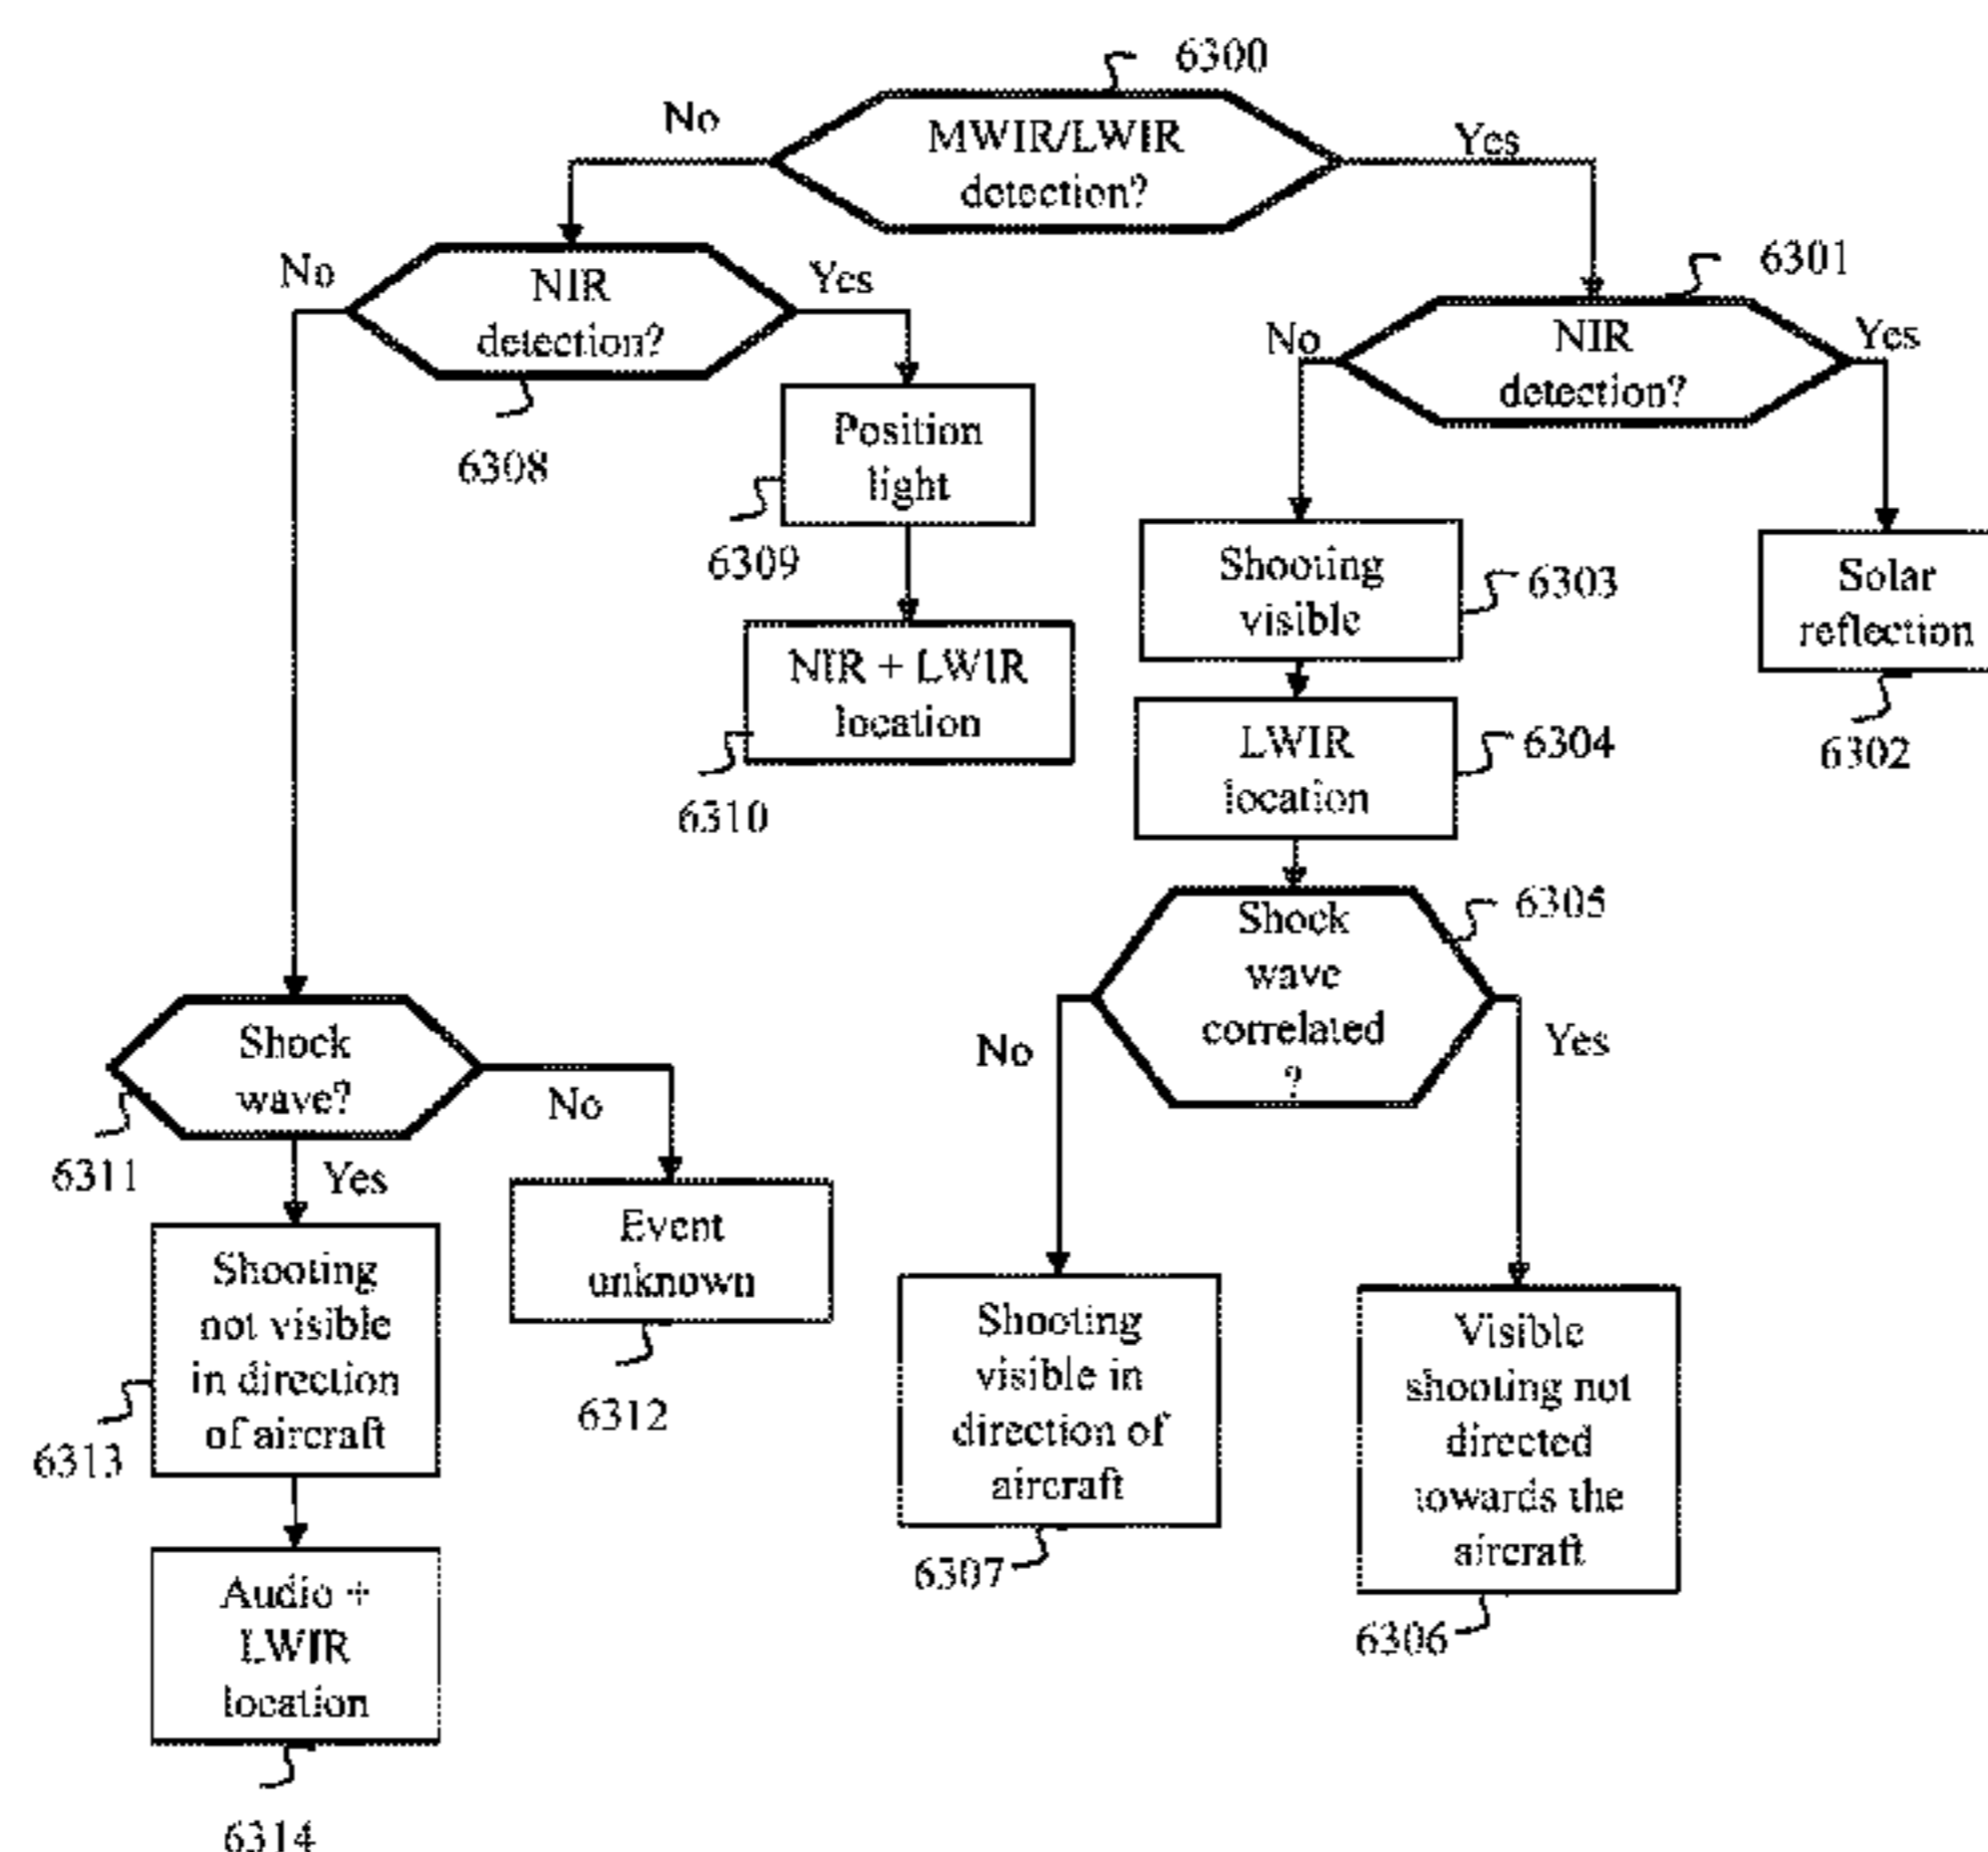 6300
No
MWIR/LWIR
detection?
Yes
No
NIR
detection?
Yes
6308
6301
No
NIR
detection?
Yes
Position
light
6309
NIR + LWIR
location
6310
Shooting
visible
6303
Solar
reflection
6302
LWIR
location
6304
Shock
wave
correlated
?
6305
No
Yes
Shock
wave?
6311
No
Yes
Event
unknown
6312
Shooting
not visible
in direction
of aircraft
6313
Audio +
LWIR
location
6314
Shooting
visible in
direction of
aircraft
6307
Visible
shooting not
directed
towards the
aircraft
6306